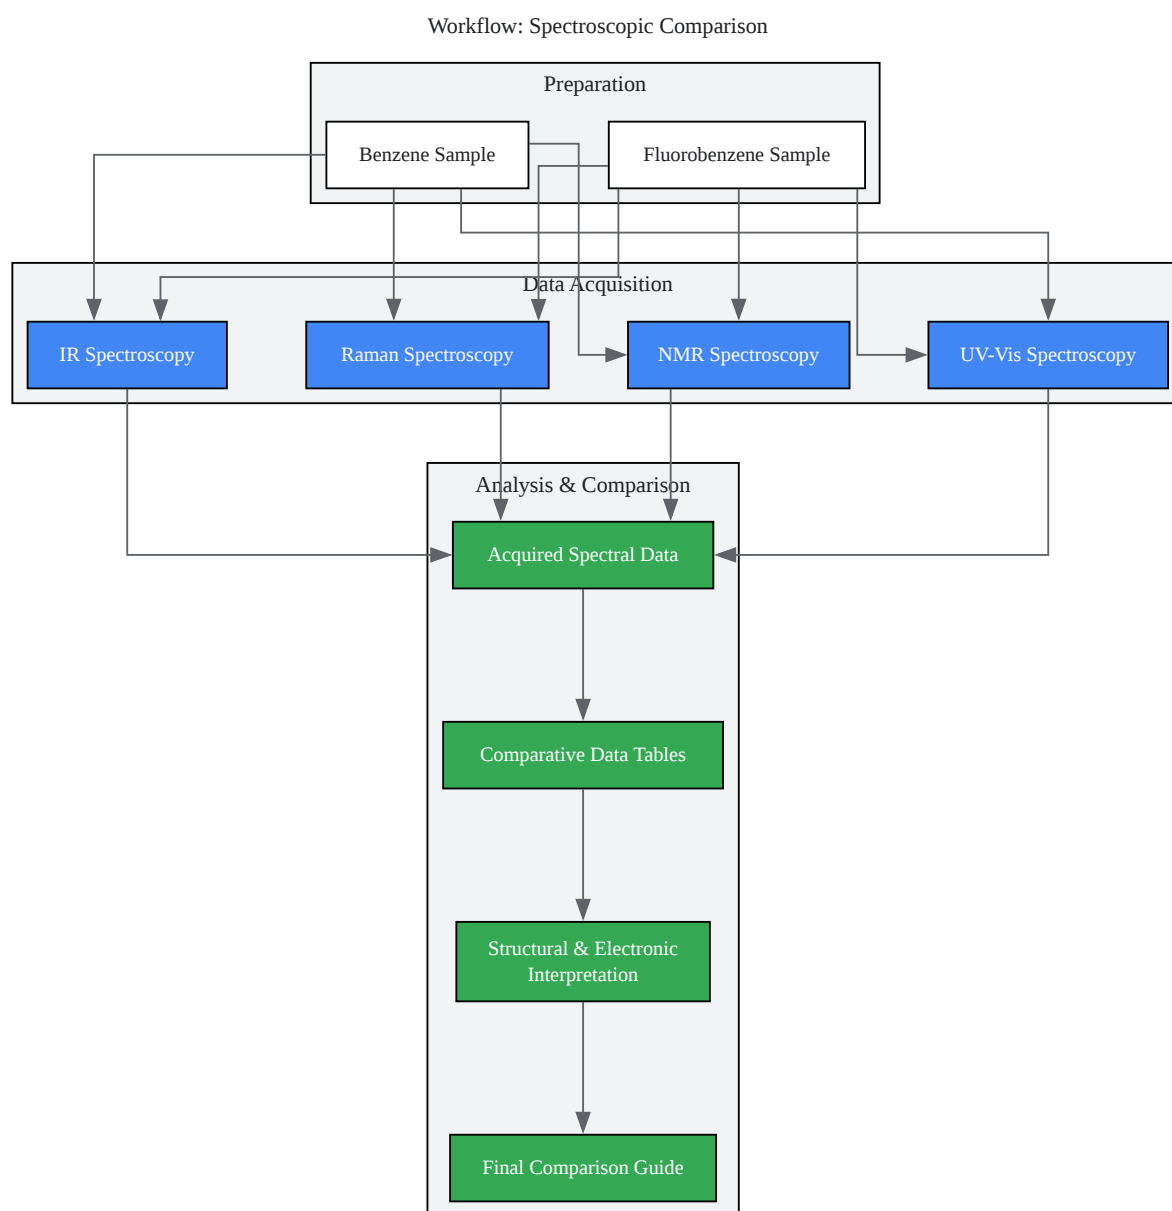 Workflow: Spectroscopic Comparison
Preparation
Benzene Sample
Fluorobenzene Sample
Data Acquisition
IR Spectroscopy
Raman Spectroscopy
NMR Spectroscopy
UV-Vis Spectroscopy
Analysis & Comparison
Acquired Spectral Data
Comparative Data Tables
Structural & Electronic
Interpretation
Final Comparison Guide